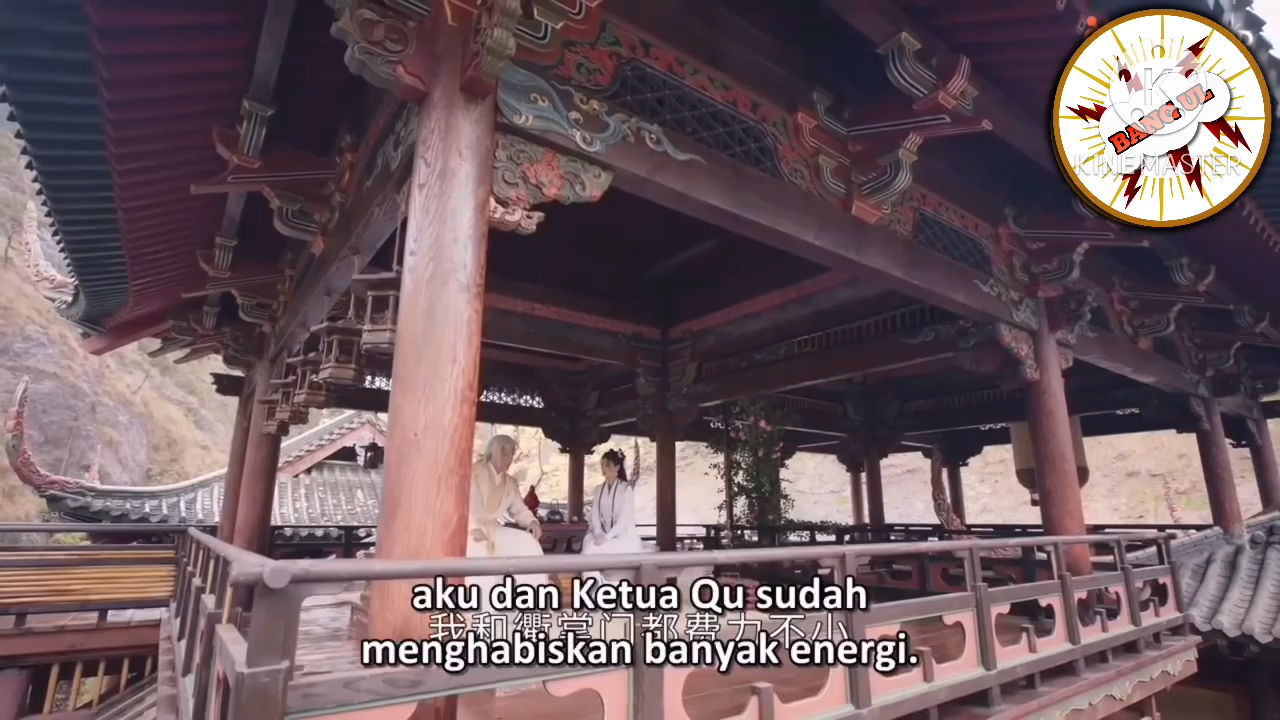 BANG UL
KINEMASTER
aku dan Ketua Qu sudah
我和衢掌门都费力不小
menghabiskan banyak energi.